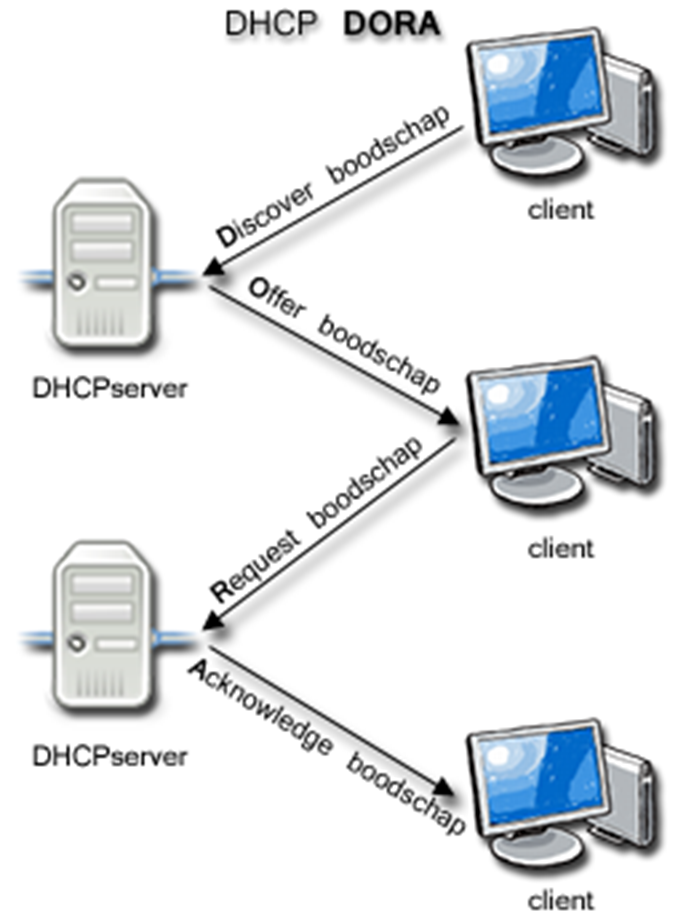 DHCP DORA
client
Discover boodschap
DHCPserver
Offer boodschap
client
Request boodschap
DHCPserver
Acknowledge boodschap
client